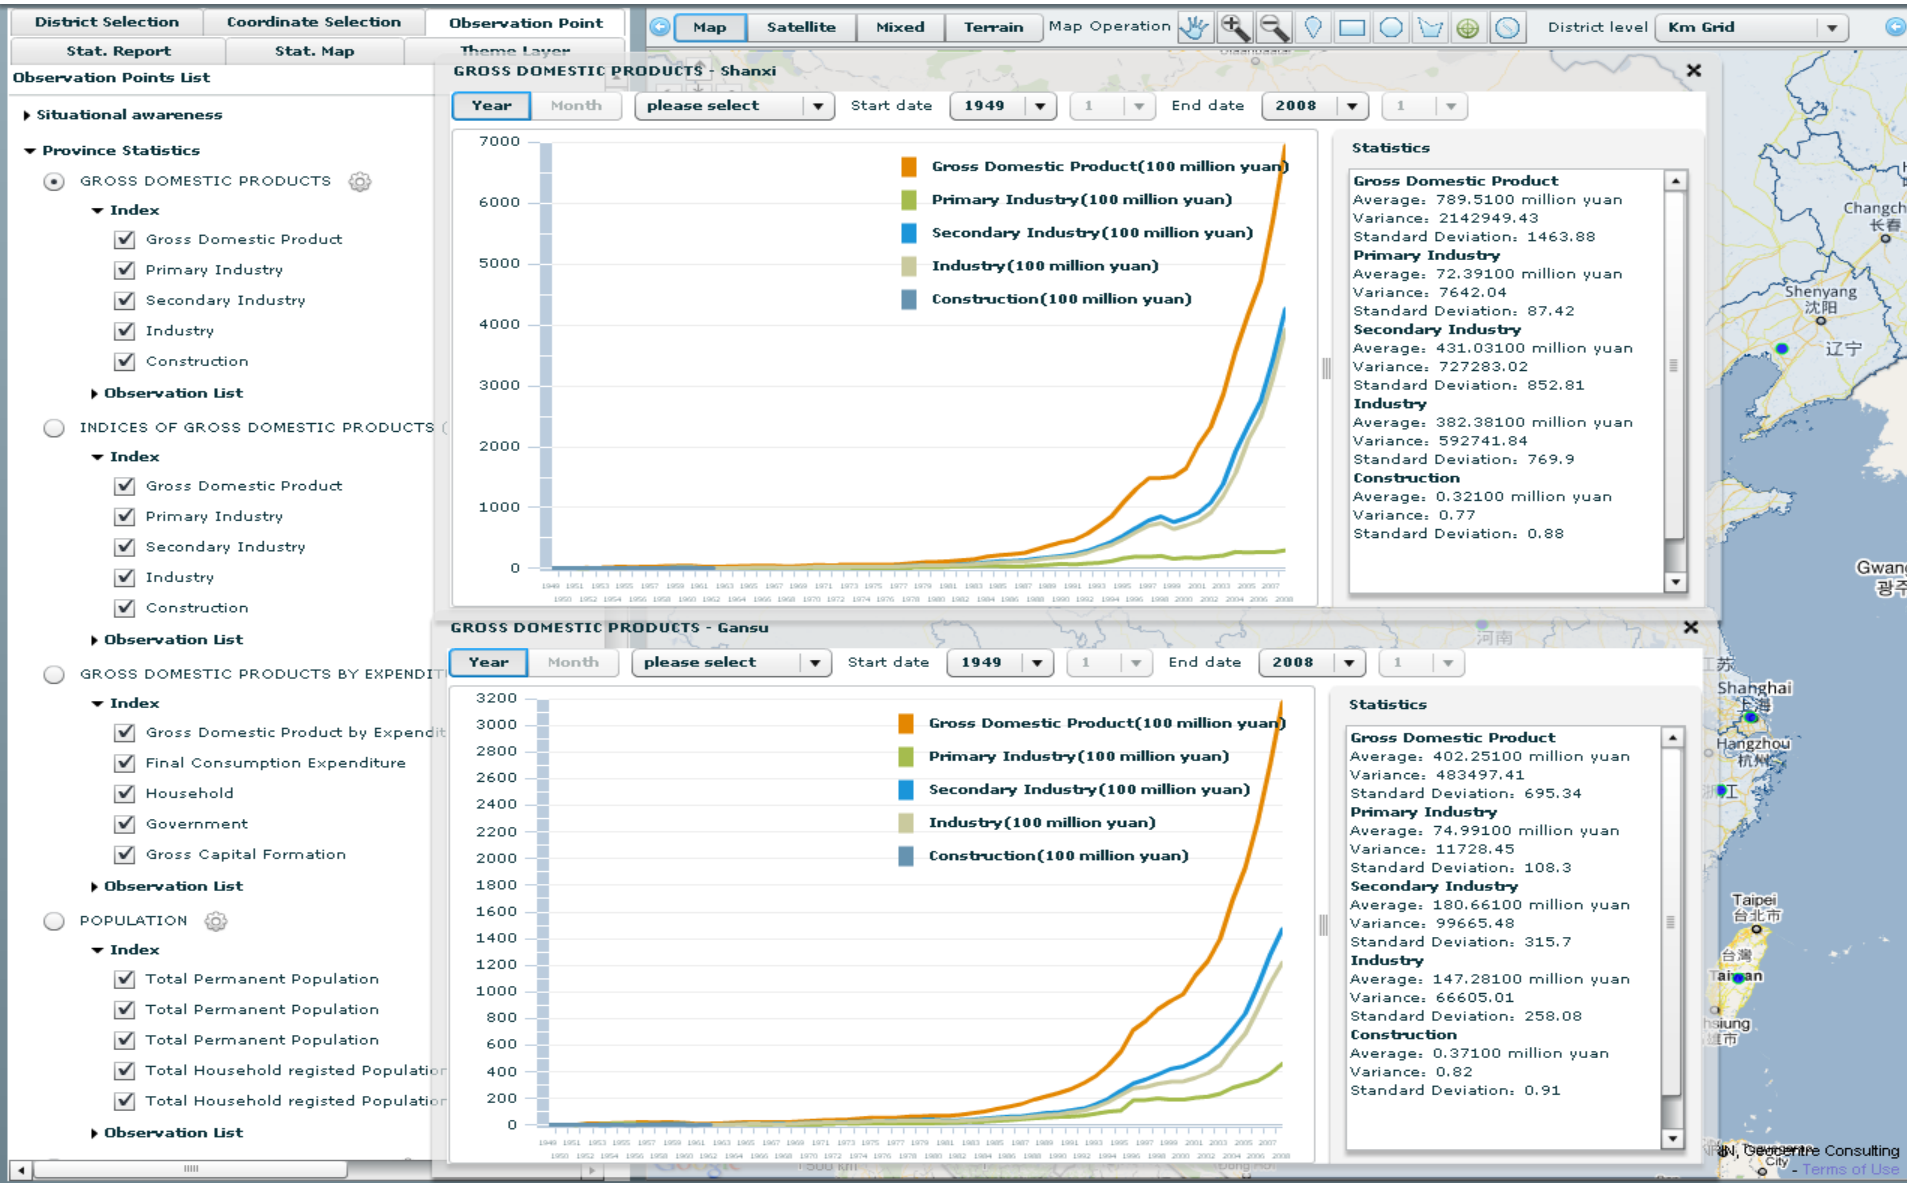 District Selection
Coordinate Selection
Observation Point
Stat. Report
Stat. Map
Theme Layer
Observation Points List
Situational awareness
Province Statistics
GROSS DOMESTIC PRODUCTS
Index
Gross Domestic Product
Primary Industry
Secondary Industry
Industry
Construction
Observation List
INDICES OF GROSS DOMESTIC PRODUCTS (
Index
Gross Domestic Product
Primary Industry
Secondary Industry
Industry
Construction
Observation List
GROSS DOMESTIC PRODUCTS BY EXPENDIT
Index
Gross Domestic Product by Expendit
Final Consumption Expenditure
Household
Government
Gross Capital Formation
Observation List
POPULATION
Index
Total Permanent Population
Total Permanent Population
Total Permanent Population
Total Household registed Population
Total Household registed Population
Observation List
Map
Satellite
Mixed
Terrain
Map Operation
District level
Km Grid
GROSS DOMESTIC PRODUCTS - Shanxi
Year
Month
please select
Start date
1949
1
End date
2008
1
7000
6000
5000
4000
3000
2000
1000
0
Gross Domestic Product(100 million yuan)
Primary Industry(100 million yuan)
Secondary Industry(100 million yuan)
Industry(100 million yuan)
Construction(100 million yuan)
Statistics
Gross Domestic Product
Average: 789.5100 million yuan
Variance: 2142949.43
Standard Deviation: 1463.88
Primary Industry
Average: 72.39100 million yuan
Variance: 7642.04
Standard Deviation: 87.42
Secondary Industry
Average: 431.03100 million yuan
Variance: 727283.02
Standard Deviation: 852.81
Industry
Average: 382.38100 million yuan
Variance: 592741.84
Standard Deviation: 769.9
Construction
Average: 0.32100 million yuan
Variance: 0.77
Standard Deviation: 0.88
GROSS DOMESTIC PRODUCTS - Gansu
Year
Month
please select
Start date
1949
1
End date
2008
1
3200
3000
2800
2600
2400
2200
2000
1800
1600
1400
1200
1000
800
600
400
200
0
Gross Domestic Product(100 million yuan)
Primary Industry(100 million yuan)
Secondary Industry(100 million yuan)
Industry(100 million yuan)
Construction(100 million yuan)
Statistics
Gross Domestic Product
Average: 402.25100 million yuan
Variance: 483497.41
Standard Deviation: 695.34
Primary Industry
Average: 74.99100 million yuan
Variance: 11728.45
Standard Deviation: 108.3
Secondary Industry
Average: 180.66100 million yuan
Variance: 99665.48
Standard Deviation: 315.7
Industry
Average: 147.28100 million yuan
Variance: 66605.01
Standard Deviation: 258.08
Construction
Average: 0.37100 million yuan
Variance: 0.82
Standard Deviation: 0.91
Changch
长春
Shenyang
沈阳
辽宁
Gwang
광주
河南
苏
Shanghai
上海
Hangzhou
杭州
江
Taipei
台北市
台灣
Taiwan
hsiung
雄市
Google
500 km
Geocentre Consulting
City
- Terms of Use